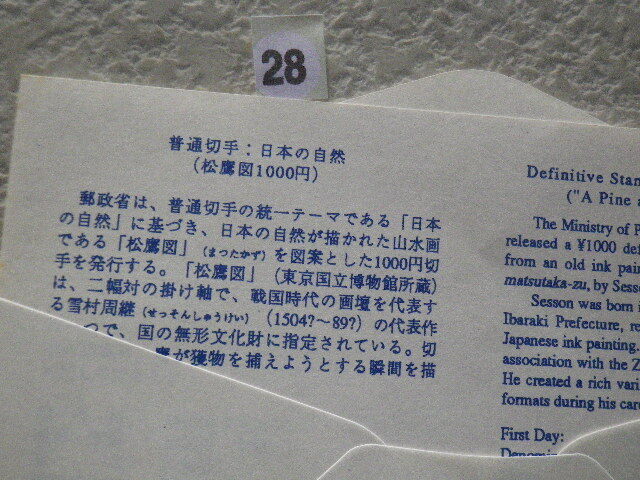 28
普通切手：日本の自然
（松鷹図1000円）
郵政省は、普通切手の統一テーマである「日本
の自然」に基づき、日本の自然が描かれた山水画
である「松鷹図」（まつたかず）を図案とした1000円切
手を発行する。「松鷹図」（東京国立博物館所蔵）
は、二幅対の掛け軸で、戦国時代の画壇を代表す
る雪村周継（せっそんしゅうけい）（1504?～89?）の代表作
つで、国の無形文化財に指定されている。切
鷹が獲物を捕えようとする瞬間を描
Definitive Stam
("A Pine a
The Ministry of P
released a ¥1000 defi
from an old ink pain
matsutaka-zu, by Sesso
Sesson was born i
Ibaraki Prefecture, re
Japanese ink painting.
association with the Z
He created a rich vari
formats during his care
First Day: